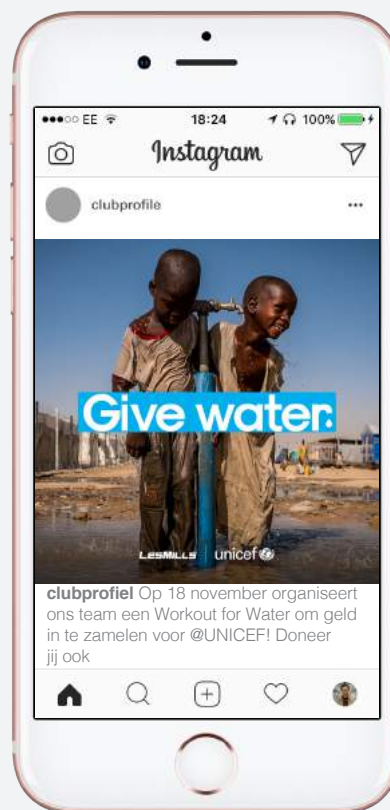 EE 18:24 100%
Instagram
clubprofile
Give water.
LESMILLS unicef
clubprofiel Op 18 november organiseert
ons team een Workout for Water om geld
in te zamelen voor @UNICEF! Doneer
jij ook